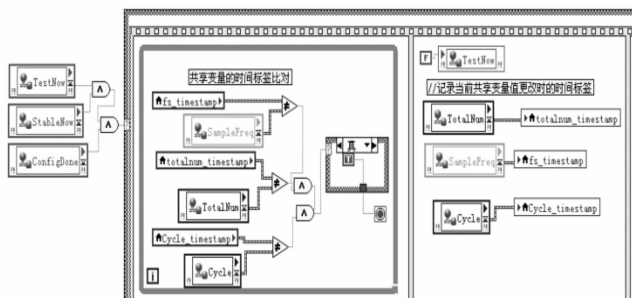 TestNow
StableNow
ConfigDone
共享变量的时间标签比对
fs_timestamp
SampleFreq
totalnum_timestamp
TotalNum
Cycle_timestamp
Cycle
真
T
i
F
TestNow
//记录当前共享变量值更改时的时间标签
TotalNum
totalnum_timestamp
SampleFreq
fs_timestamp
Cycle
Cycle_timestamp